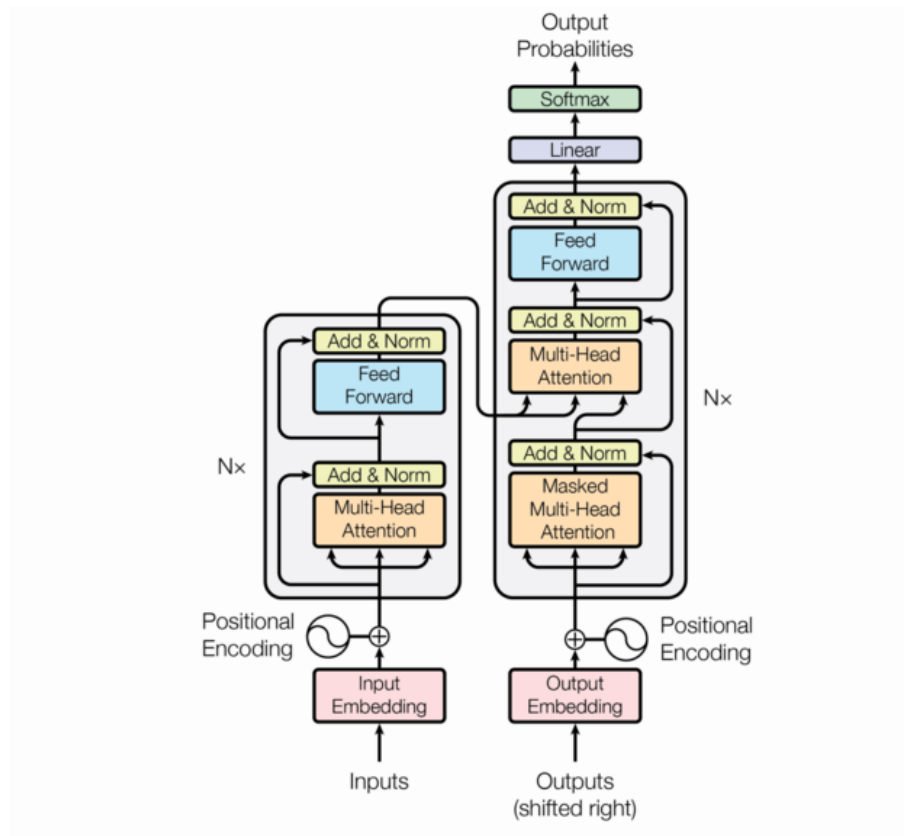 Output
Probabilities
Softmax
Linear
Add & Norm
Feed
Forward
Add & Norm
Multi-Head
Attention
Add & Norm
Masked
Multi-Head
Attention
N×
Add & Norm
Feed
Forward
N×
Add & Norm
Multi-Head
Attention
Positional
Encoding
Positional
Encoding
Input
Embedding
Output
Embedding
Inputs
Outputs
(shifted right)